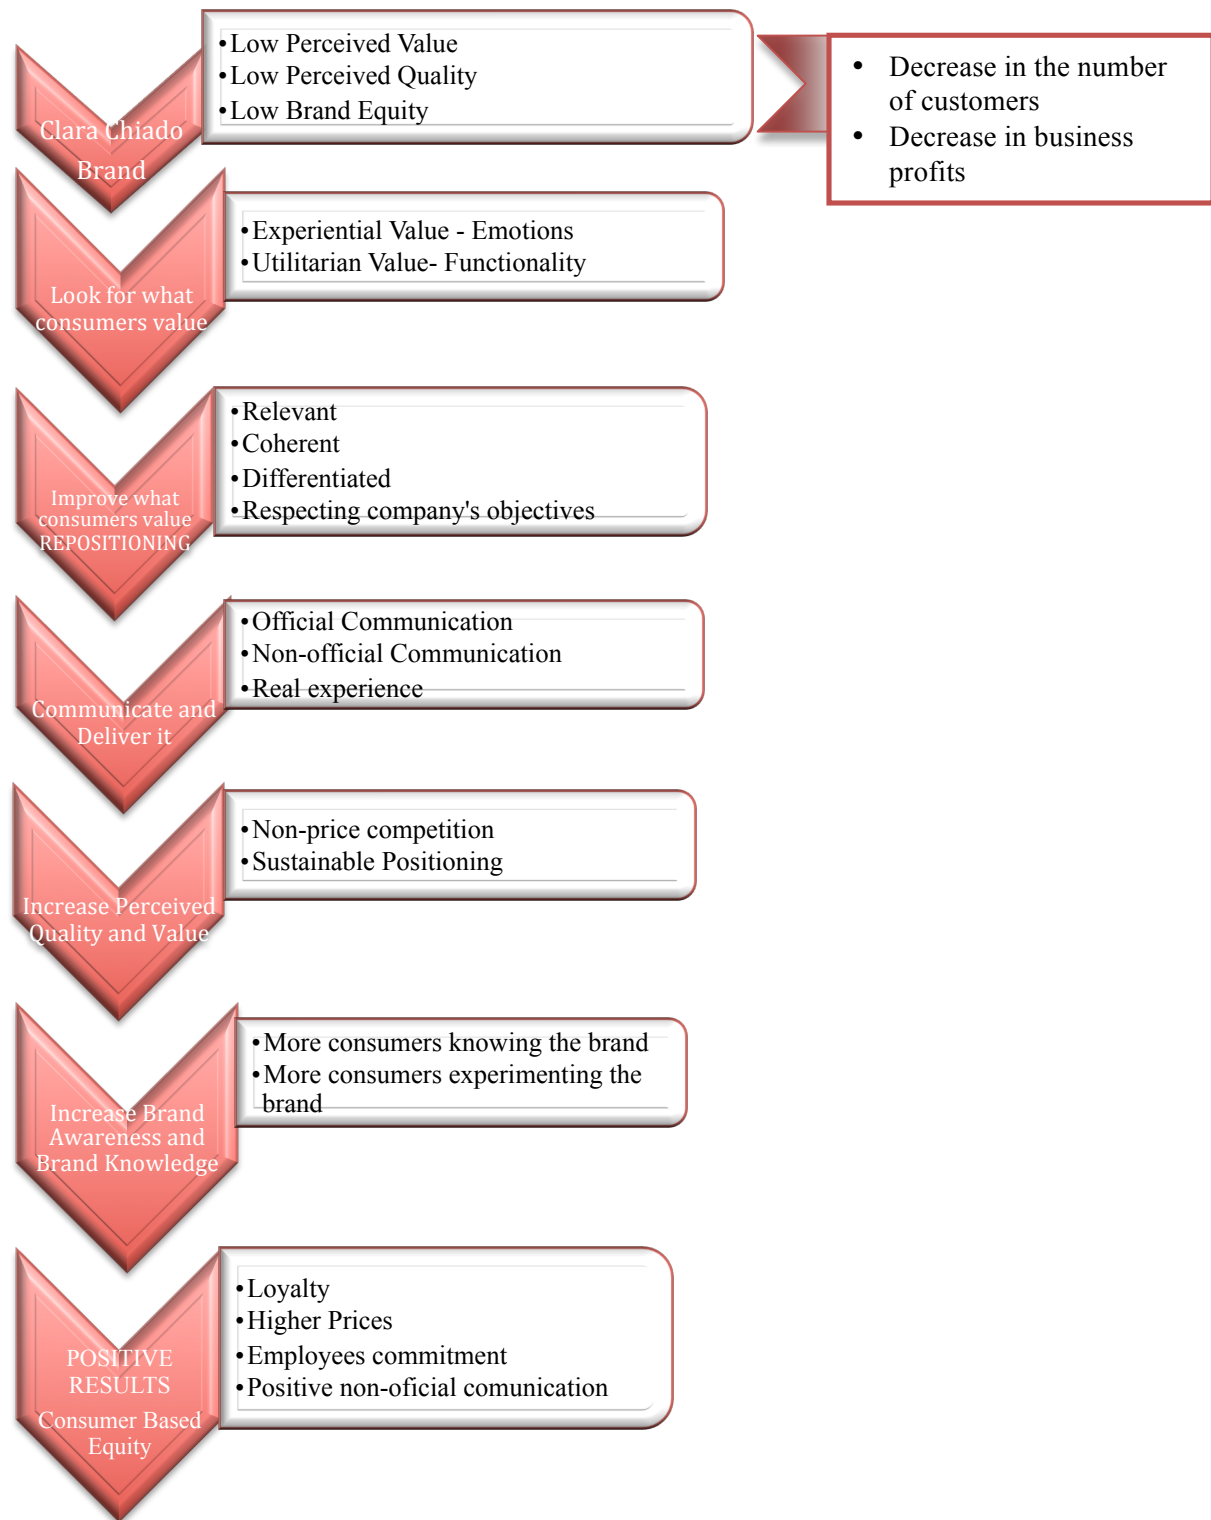 Clara Chiado
Brand
•Low Perceived Value
•Low Perceived Quality
•Low Brand Equity
• Decrease in the number
of customers
• Decrease in business
profits
Look for what
consumers value
•Experiential Value - Emotions
•Utilitarian Value- Functionality
Improve what
consumers value
REPOSITIONING
•Relevant
•Coherent
•Differentiated
•Respecting company's objectives
Communicate and
Deliver it
•Official Communication
•Non-official Communication
•Real experience
Increase Perceived
Quality and Value
•Non-price competition
•Sustainable Positioning
Increase Brand
Awareness and
Brand Knowledge
•More consumers knowing the brand
•More consumers experimenting the
brand
POSITIVE
RESULTS
Consumer Based
Equity
•Loyalty
•Higher Prices
•Employees commitment
•Positive non-oficial comunication